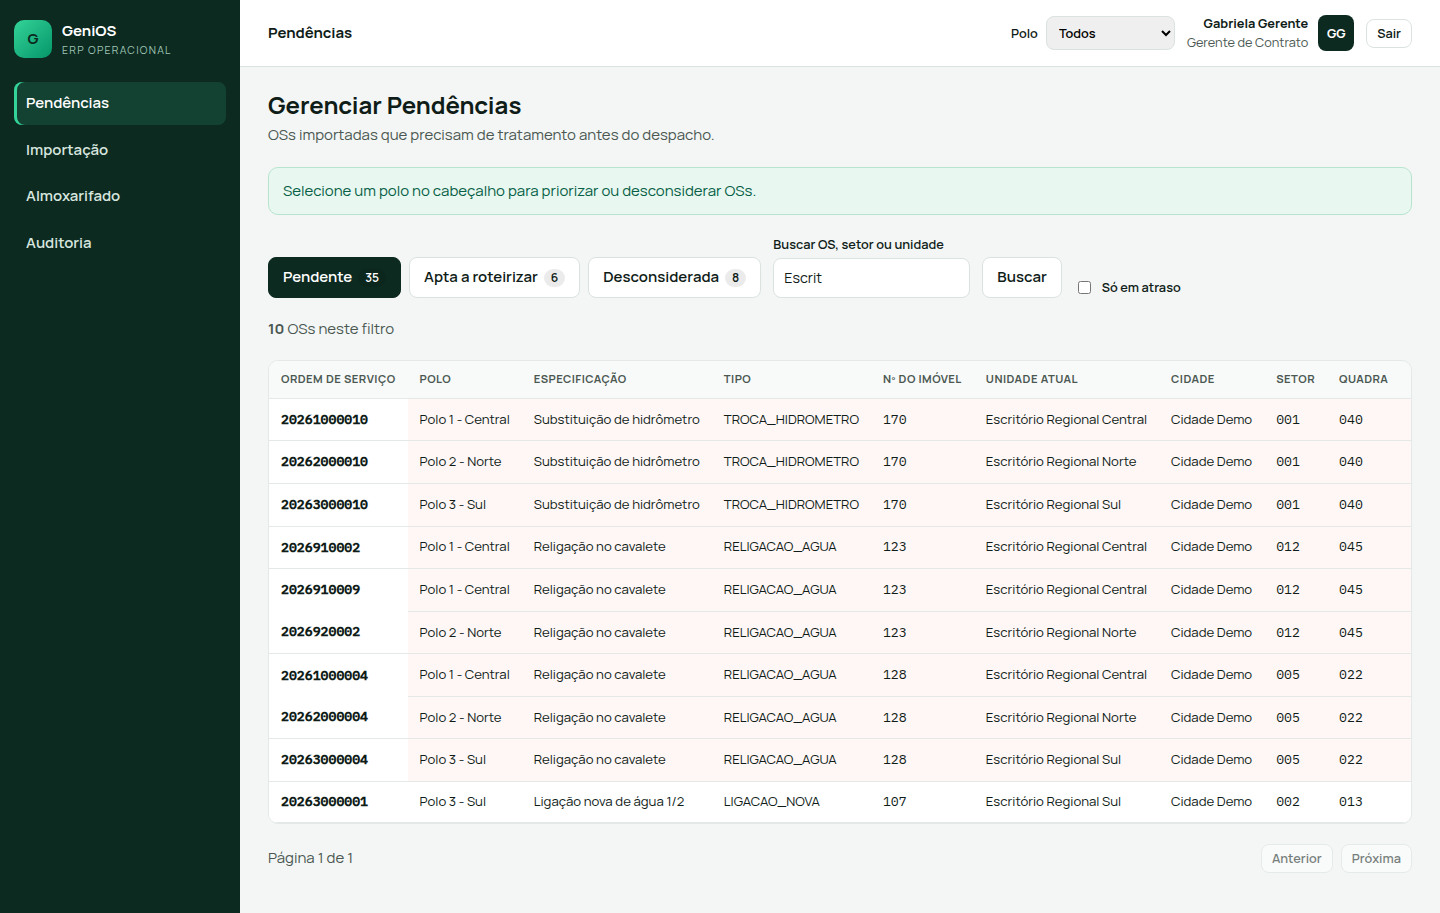 G
GeniOS
ERP OPERACIONAL
Pendências
Importação
Almoxarifado
Auditoria
Pendências
Polo Todos
Gabriela Gerente
Gerente de Contrato
GG
Sair
Gerenciar Pendências
OSs importadas que precisam de tratamento antes do despacho.
Selecione um polo no cabeçalho para priorizar ou desconsiderar OSs.
Buscar OS, setor ou unidade
Pendente 35 Apta a roteirizar 6 Desconsiderada 8 Escrit Buscar Só em atraso
10 OSs neste filtro
ORDEM DE SERVIÇO POLO ESPECIFICAÇÃO TIPO Nº DO IMÓVEL UNIDADE ATUAL CIDADE SETOR QUADRA
20261000010 Polo 1 - Central Substituição de hidrômetro TROCA_HIDROMETRO 170 Escritório Regional Central Cidade Demo 001 040
20262000010 Polo 2 - Norte Substituição de hidrômetro TROCA_HIDROMETRO 170 Escritório Regional Norte Cidade Demo 001 040
20263000010 Polo 3 - Sul Substituição de hidrômetro TROCA_HIDROMETRO 170 Escritório Regional Sul Cidade Demo 001 040
2026910002 Polo 1 - Central Religação no cavalete RELIGACAO_AGUA 123 Escritório Regional Central Cidade Demo 012 045
2026910009 Polo 1 - Central Religação no cavalete RELIGACAO_AGUA 123 Escritório Regional Central Cidade Demo 012 045
2026920002 Polo 2 - Norte Religação no cavalete RELIGACAO_AGUA 123 Escritório Regional Norte Cidade Demo 012 045
20261000004 Polo 1 - Central Religação no cavalete RELIGACAO_AGUA 128 Escritório Regional Central Cidade Demo 005 022
20262000004 Polo 2 - Norte Religação no cavalete RELIGACAO_AGUA 128 Escritório Regional Norte Cidade Demo 005 022
20263000004 Polo 3 - Sul Religação no cavalete RELIGACAO_AGUA 128 Escritório Regional Sul Cidade Demo 005 022
20263000001 Polo 3 - Sul Ligação nova de água 1/2 LIGACAO_NOVA 107 Escritório Regional Sul Cidade Demo 002 013
Página 1 de 1
Anterior Próxima